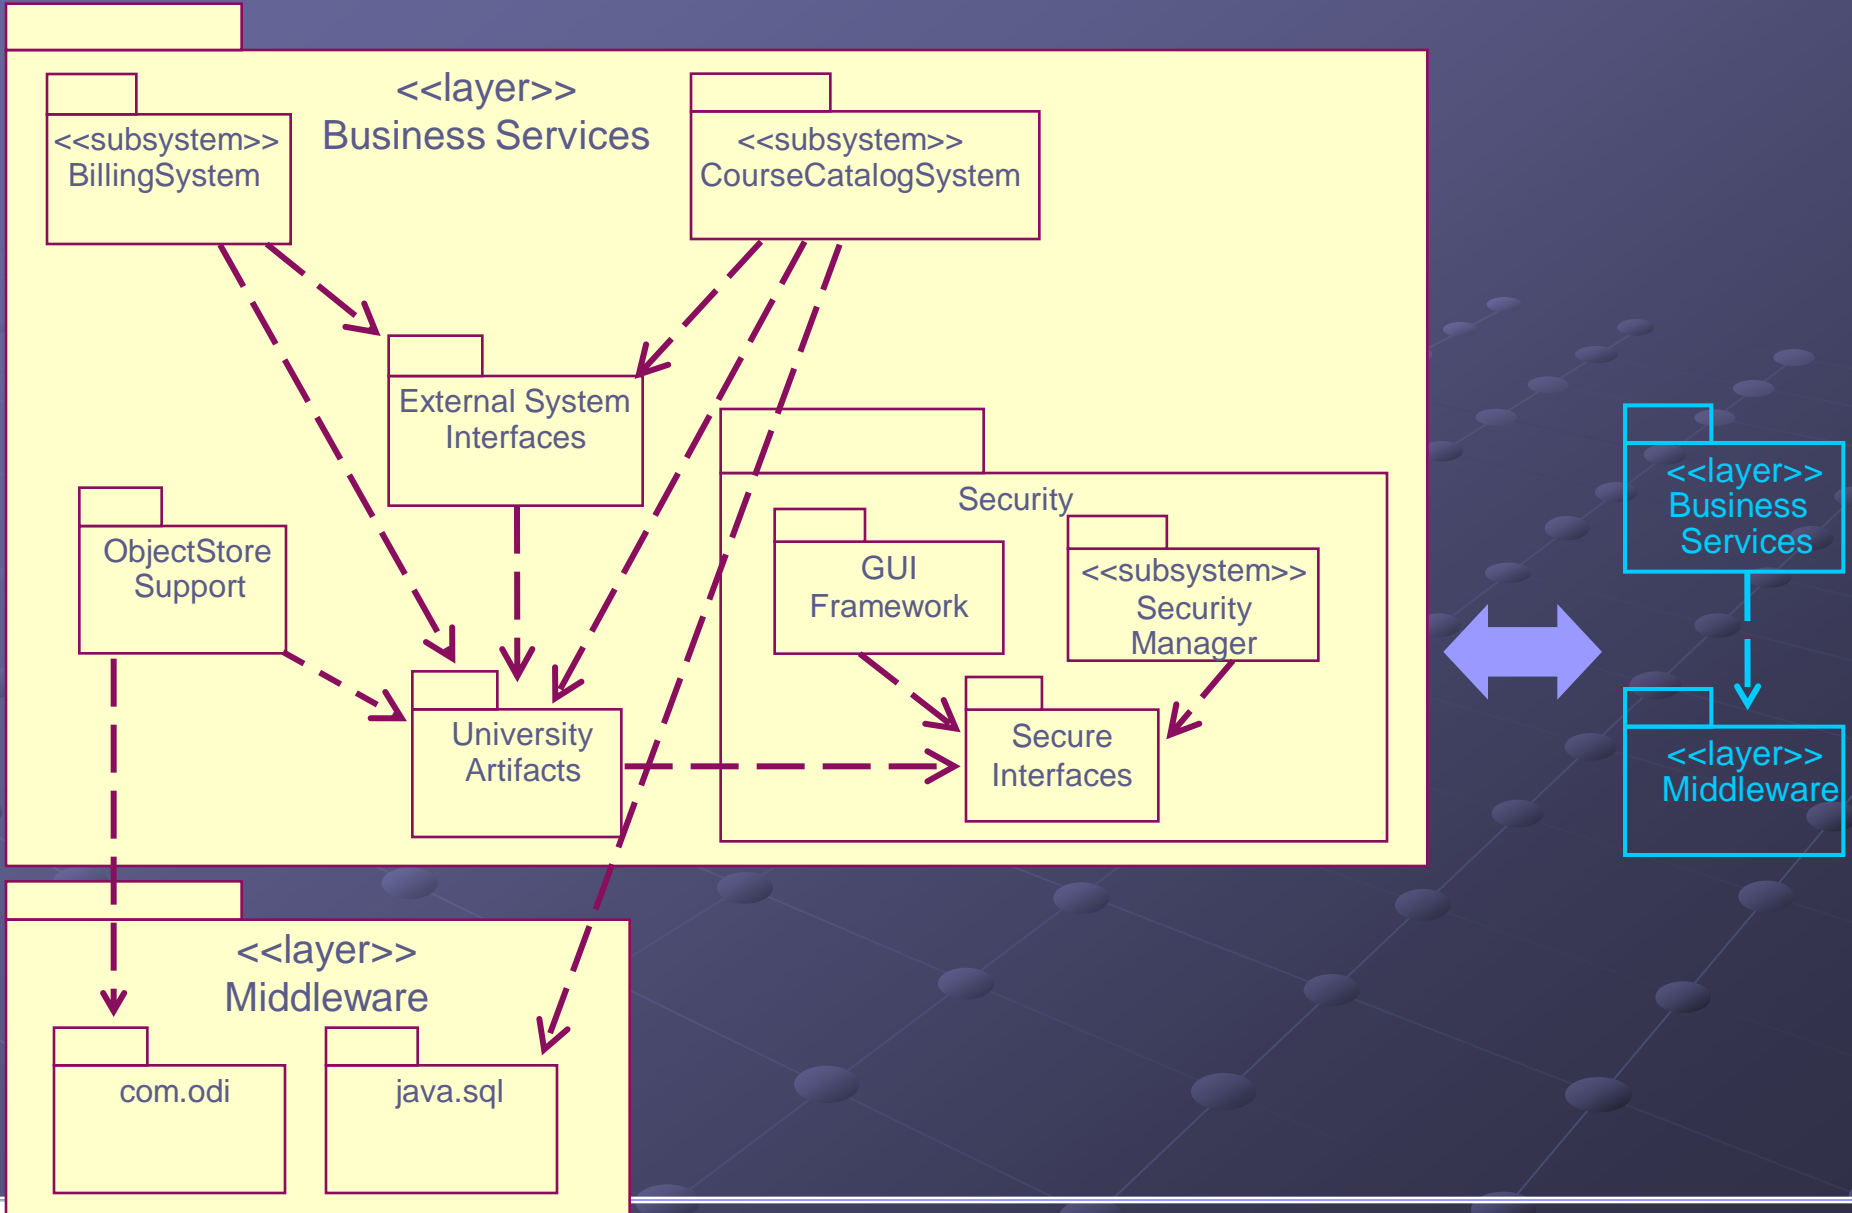 <<layer>>
Business Services
<<subsystem>>
BillingSystem
<<subsystem>>
CourseCatalogSystem
External System
Interfaces
ObjectStore
Support
Security
GUI
Framework
<<subsystem>>
Security
Manager
University
Artifacts
Secure
Interfaces
<<layer>>
Middleware
com.odi
java.sql
<<layer>>
Business
Services
<<layer>>
Middleware